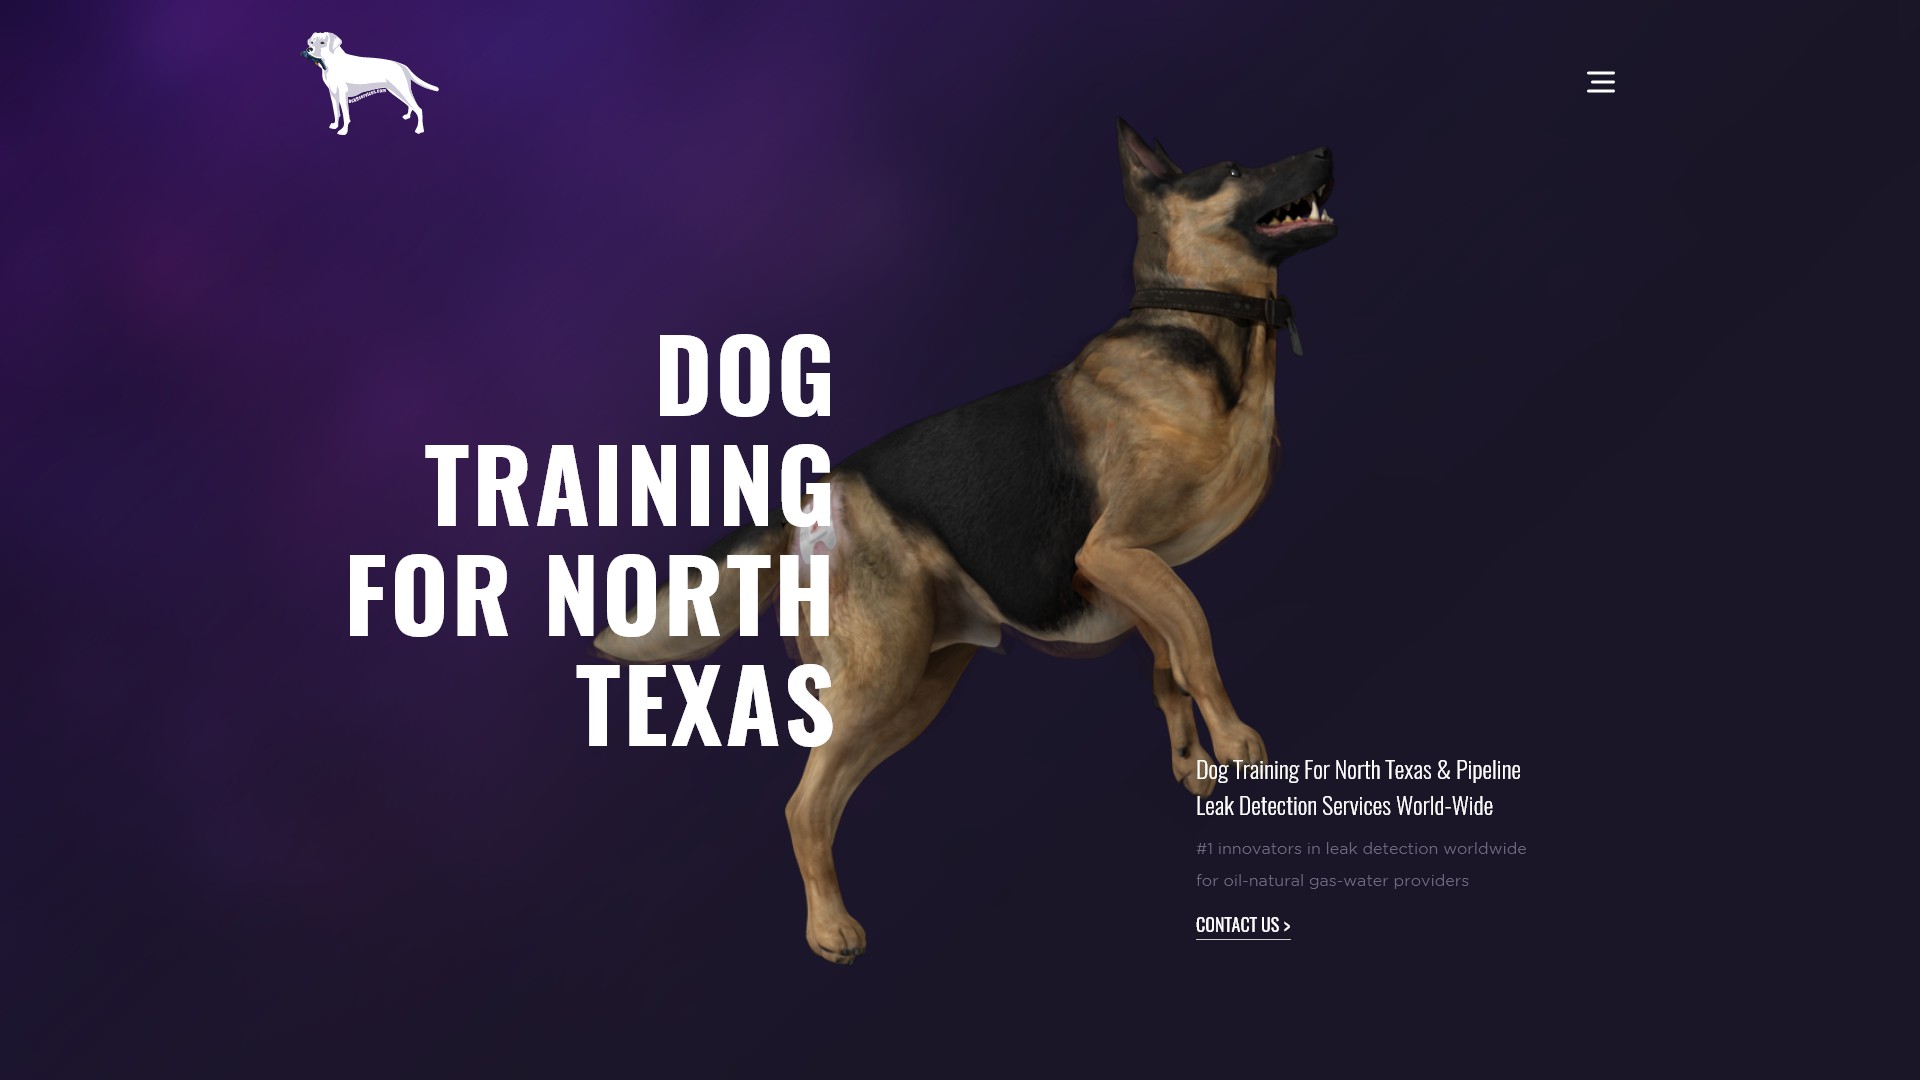 DOG
TRAINING
FOR NORTH
TEXAS
Dog Training For North Texas & Pipeline
Leak Detection Services World-Wide
#1 innovators in leak detection worldwide
for oil-natural gas-water providers
CONTACT US >